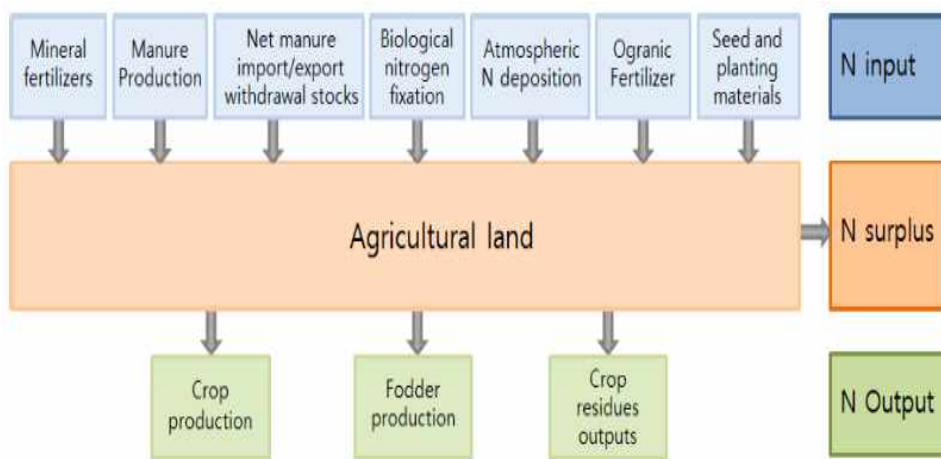 Mineral
fertilizers
Manure
Production
Net manure
import/export
withdrawal stocks
Biological
nitrogen
fixation
Atmospheric
N deposition
Ogranic
Fertilizer
Seed and
planting
materials
N input
Agricultural land
N surplus
Crop
production
Fodder
production
Crop
residues
outputs
N Output